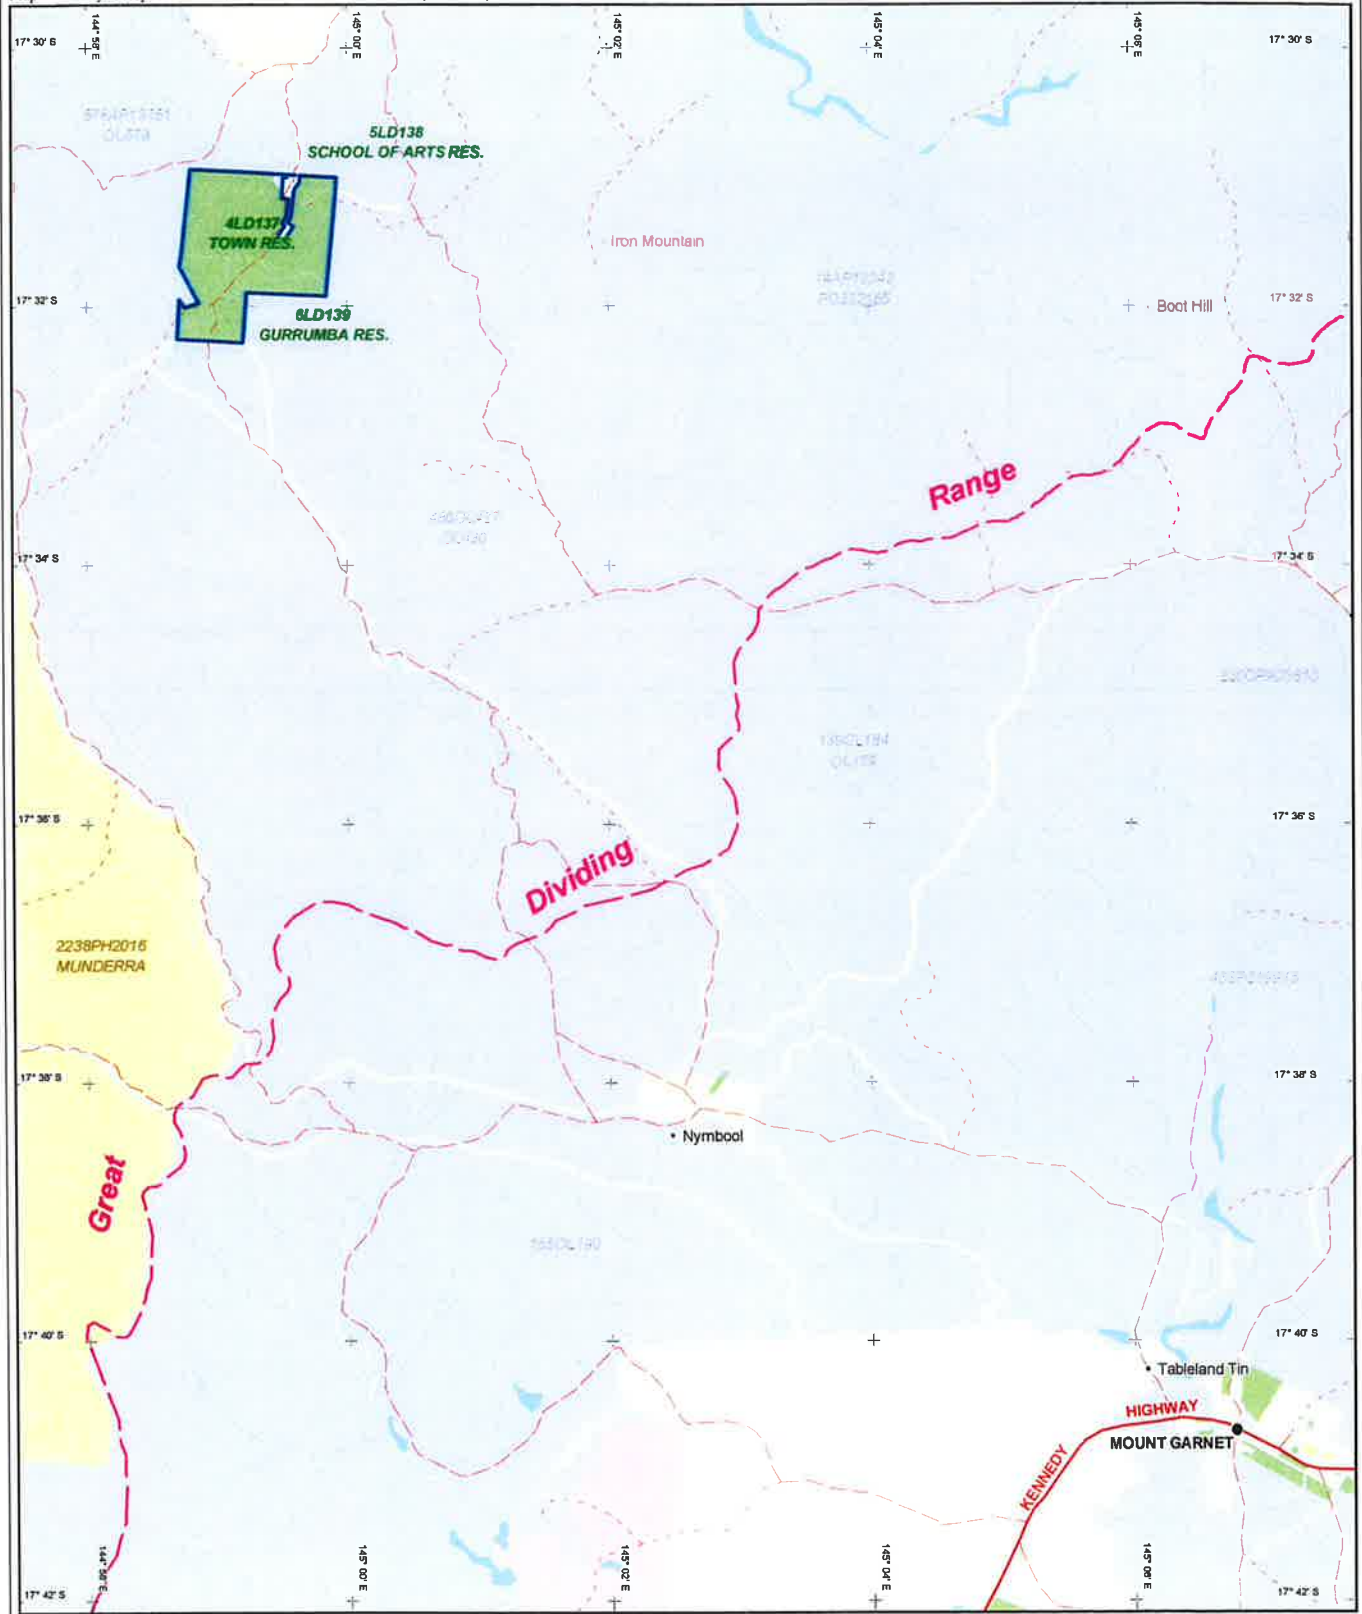 144° 58' E
145° 00' E
145° 02' E
145° 04' E
145° 06' E
17° 30' S
17° 30' S
5LD138
SCHOOL OF ARTS RES.
4LD137
TOWN RES.
Iron Mountain
17° 32' S
Boot Hill
17° 32' S
6LD139
GURRUMBA RES.
Range
17° 34' S
17° 34' S
17° 36' S
17° 36' S
Dividing
2238PH2016
MUNDERRA
17° 38' S
17° 38' S
Nymbool
Great
17° 40' S
17° 40' S
Tableland Tin
HIGHWAY
MOUNT GARNET
KENNEDY
144° 58' E
145° 00' E
145° 02' E
145° 04' E
145° 06' E
17° 42' S
17° 42' S